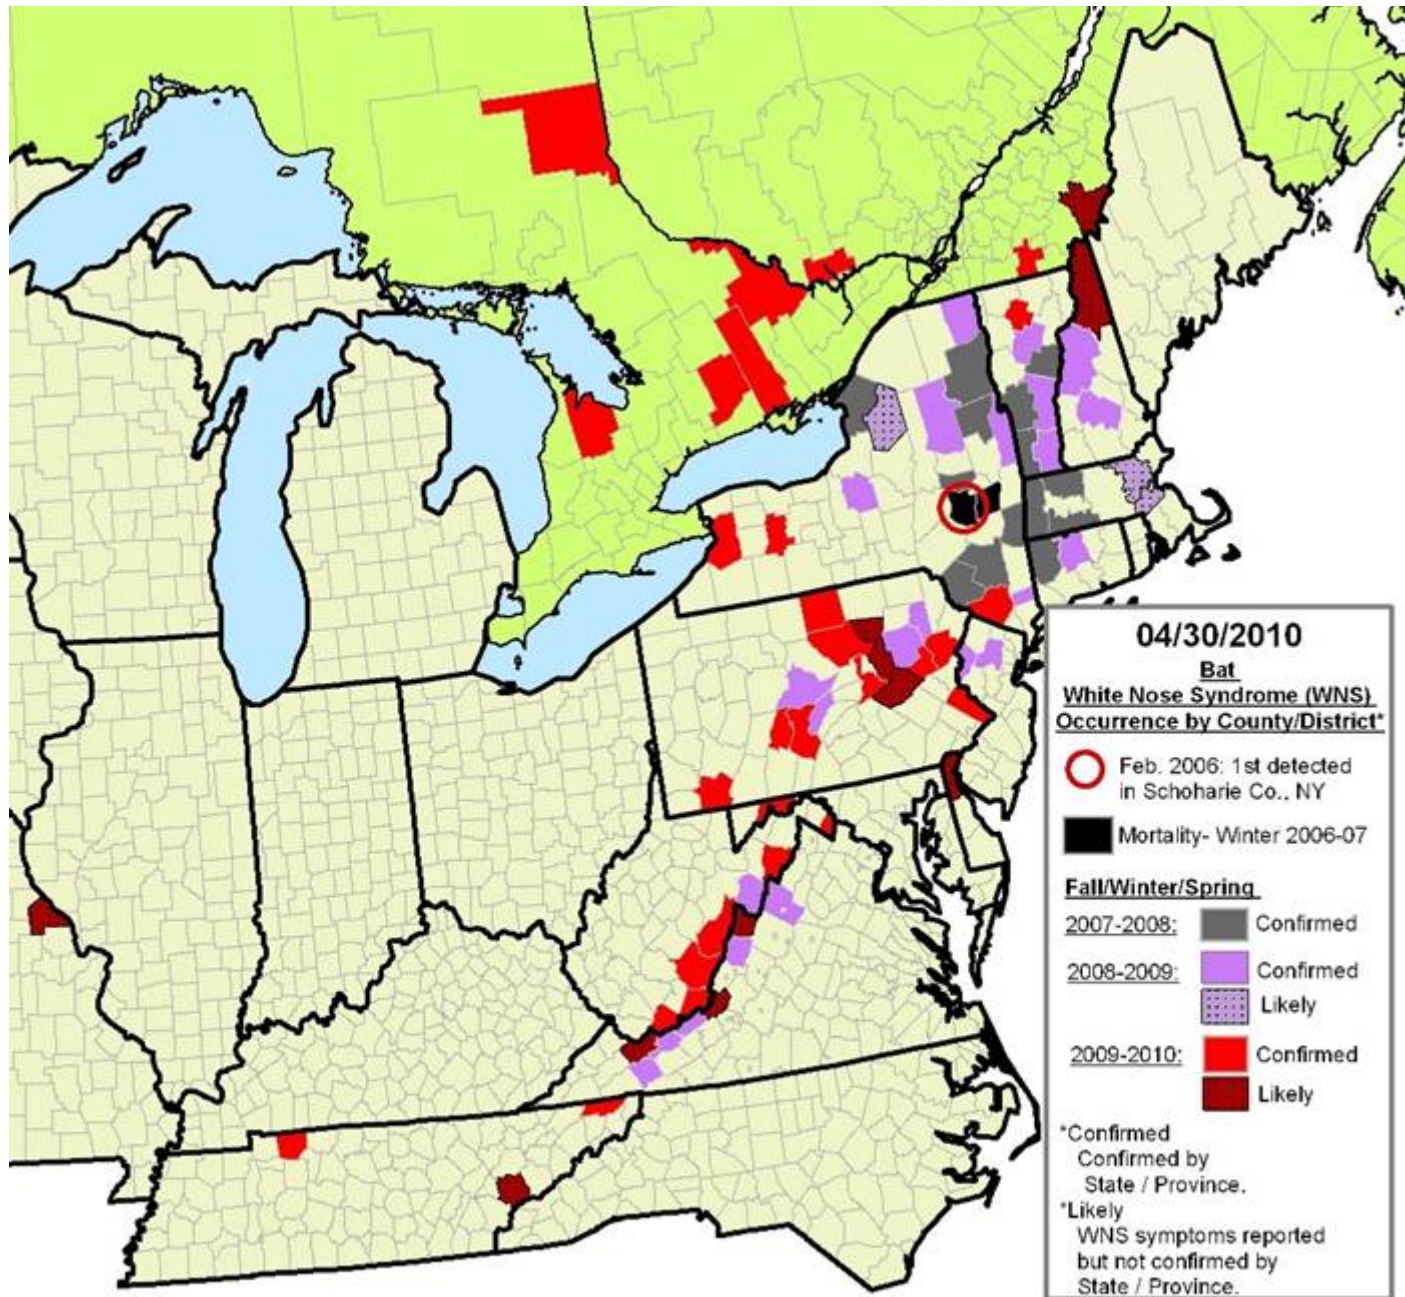 04/30/2010
Bat
White Nose Syndrome (WNS)
Occurrence by County/District*
Feb. 2006: 1st detected
in Schoharie Co., NY
Mortality- Winter 2006-07
Fall/Winter/Spring
2007-2008: Confirmed
2008-2009: Confirmed
Likely
2009-2010: Confirmed
Likely
*Confirmed
Confirmed by
State / Province.
*Likely
WNS symptoms reported
but not confirmed by
State / Province.